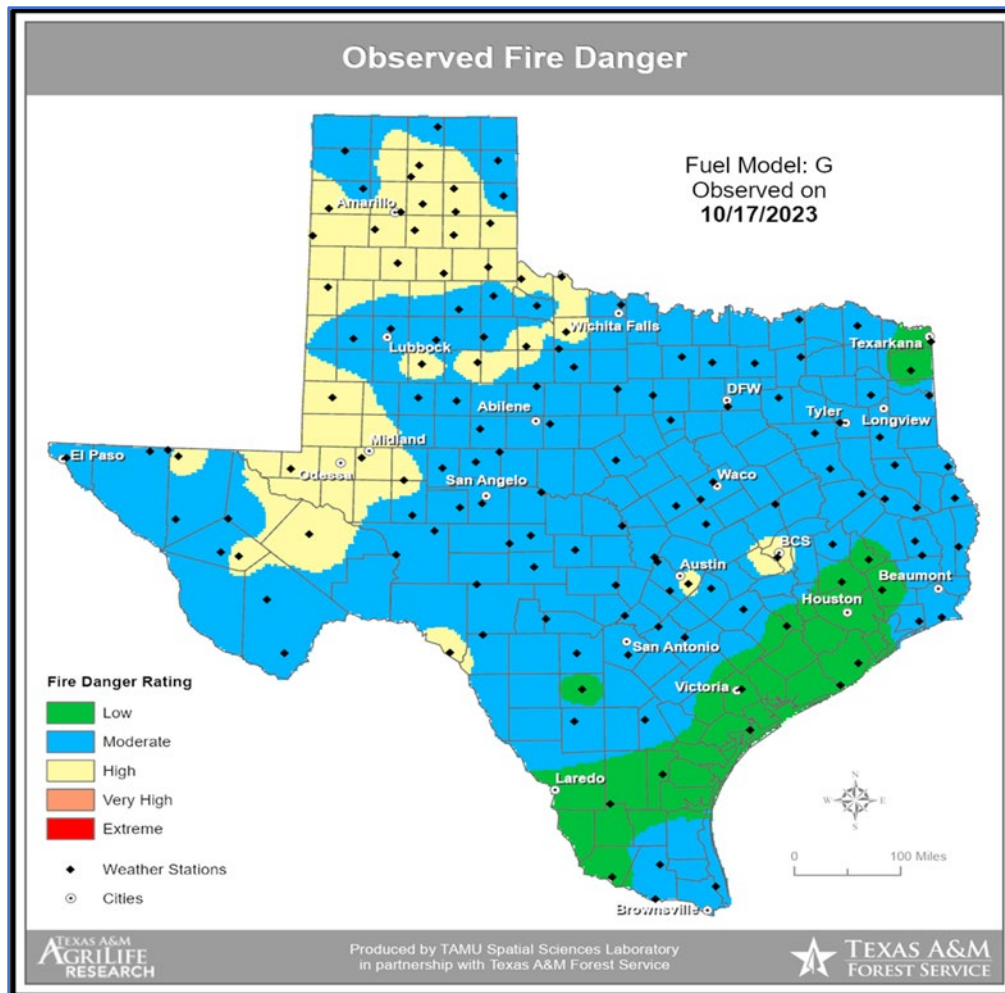 Observed Fire Danger
Fuel Model: G
Observed on
10/17/2023
Amarillo
Wichita Falls
Lubbock
Texarkana
DFW
Abilene
Tyler
Longview
Midland
El Paso
Odessa
San Angelo
Waco
BCS
Austin
Beaumont
Houston
San Antonio
Victoria
Laredo
Brownsville
Fire Danger Rating
Low
Moderate
High
Very High
Extreme
Weather Stations
Cities
N
W E
S
0 100 Miles
TEXAS A&M
AGRILIFE
RESEARCH
Produced by TAMU Spatial Sciences Laboratory
in partnership with Texas A&M Forest Service
TEXAS A&M
FOREST SERVICE